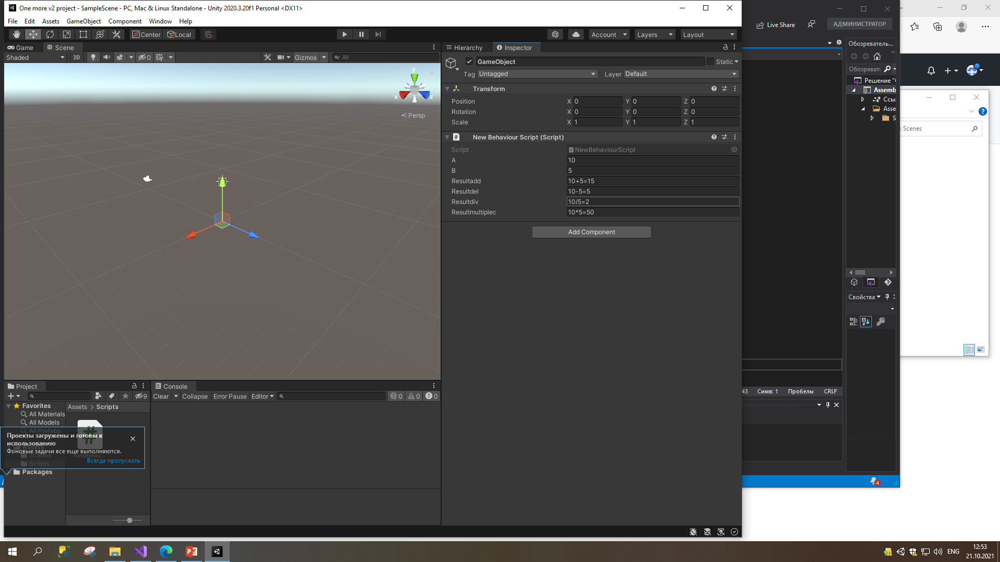 One more v2 project - SampleScene - PC, Mac & Linux Standalone - Unity 2020.3.20f1 Personal <DX11>
File Edit Assets GameObject Component Window Help
Center Local
Account Layers Layout
Game Scene
Shaded 2D 0 Gizmos All
y x z
Persp
Hierarchy Inspector
GameObject Static
Tag Untagged Layer Default
Transform
Position X 0 Y 0 Z 0
Rotation X 0 Y 0 Z 0
Scale X 1 Y 1 Z 1
New Behaviour Script (Script)
Script NewBehaviourScript
A 10
B 5
Resultadd 10+5=15
Resultdel 10-5=5
Resultdiv 10/5=2
Resultmultiplec 10*5=50
Add Component
Project
9
Favorites
All Materials
All Models
All Prefabs
Assets
Scenes
Scripts
Packages
Assets > Scripts
NewBehav...
Проекты загружены и готовы к
использованию
Фоновые задачи все еще выполняются.
Всегда пропускать
Console
Clear Collapse Error Pause Editor 0 0 0
Live Share АДМИНИСТРАТОР
Обозреватель...
Обозреват
Решение "
Assemb
Ссы
Asse
S
Свойства
43 Симв: 1 Пробелы CRLF
4
: Scenes
ENG
12:53
21.10.2021